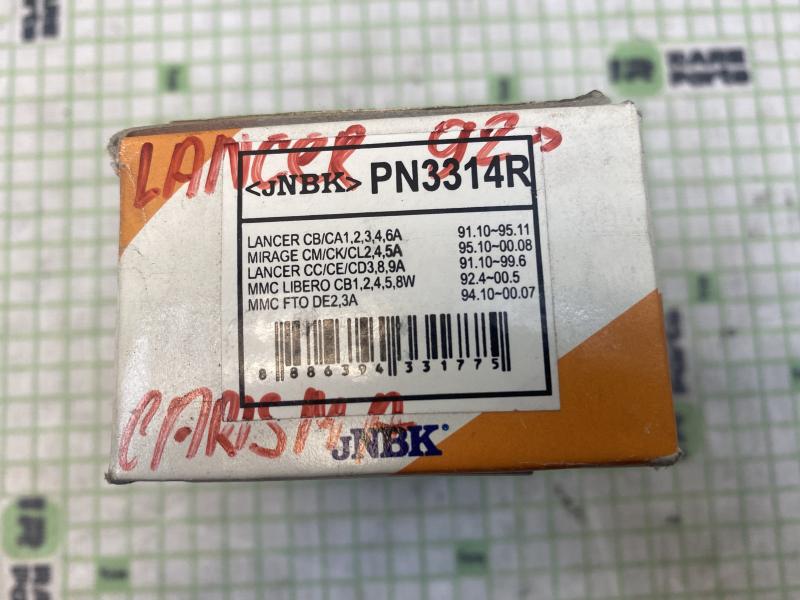 RARE
Parts
LANCER 92→
<JNBK> PN3314R
LANCER CB/CA1,2,3,4,6A 91.10~95.11
MIRAGE CM/CK/CL2,4,5A 95.10~00.08
LANCER CC/CE/CD3,8,9A 91.10~99.6
MMC LIBERO CB1,2,4,5,8W 92.4~00.5
MMC FTO DE2,3A 94.10~00.07
8 886394 331775
CARISMA
JNBK®